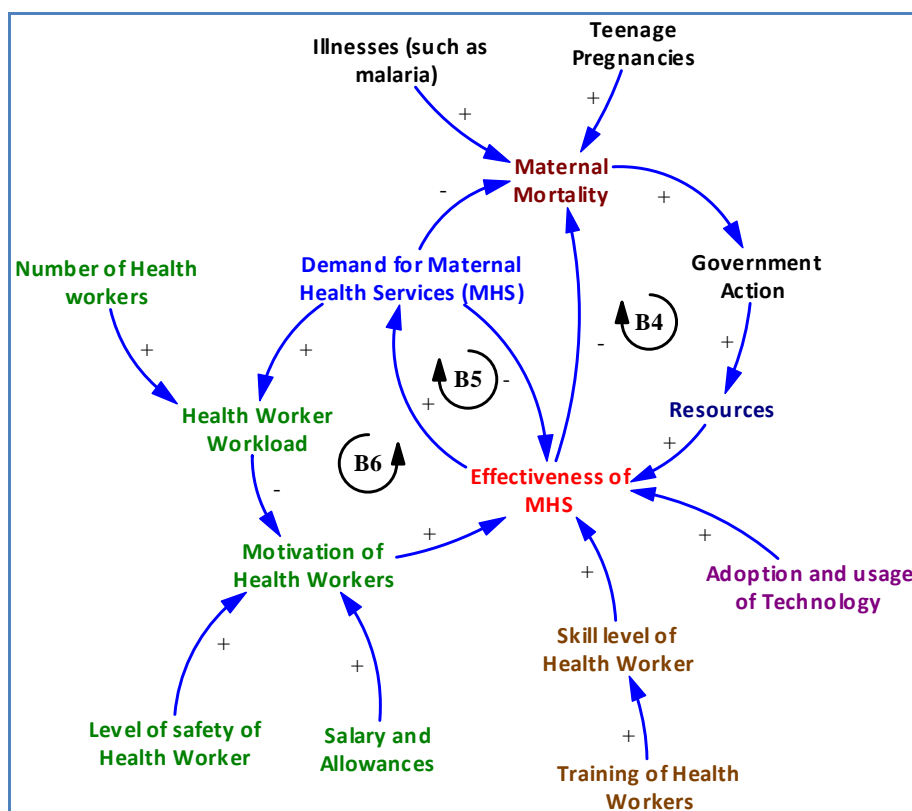 Teenage
Pregnancies
Illnesses (such as
malaria)
+
+
Maternal
Mortality
-
+
Number of Health
workers
Demand for Maternal
Health Services (MHS)
Government
Action
B4
+
+
-
+
B5
-
+
Health Worker
Workload
Resources
B6
+
-
Effectiveness of
MHS
+
Motivation of
Health Workers
+
Adoption and usage
of Technology
+
Skill level of
Health Worker
+
+
Level of safety of
Health Worker
Salary and
Allowances
+
Training of Health
Workers